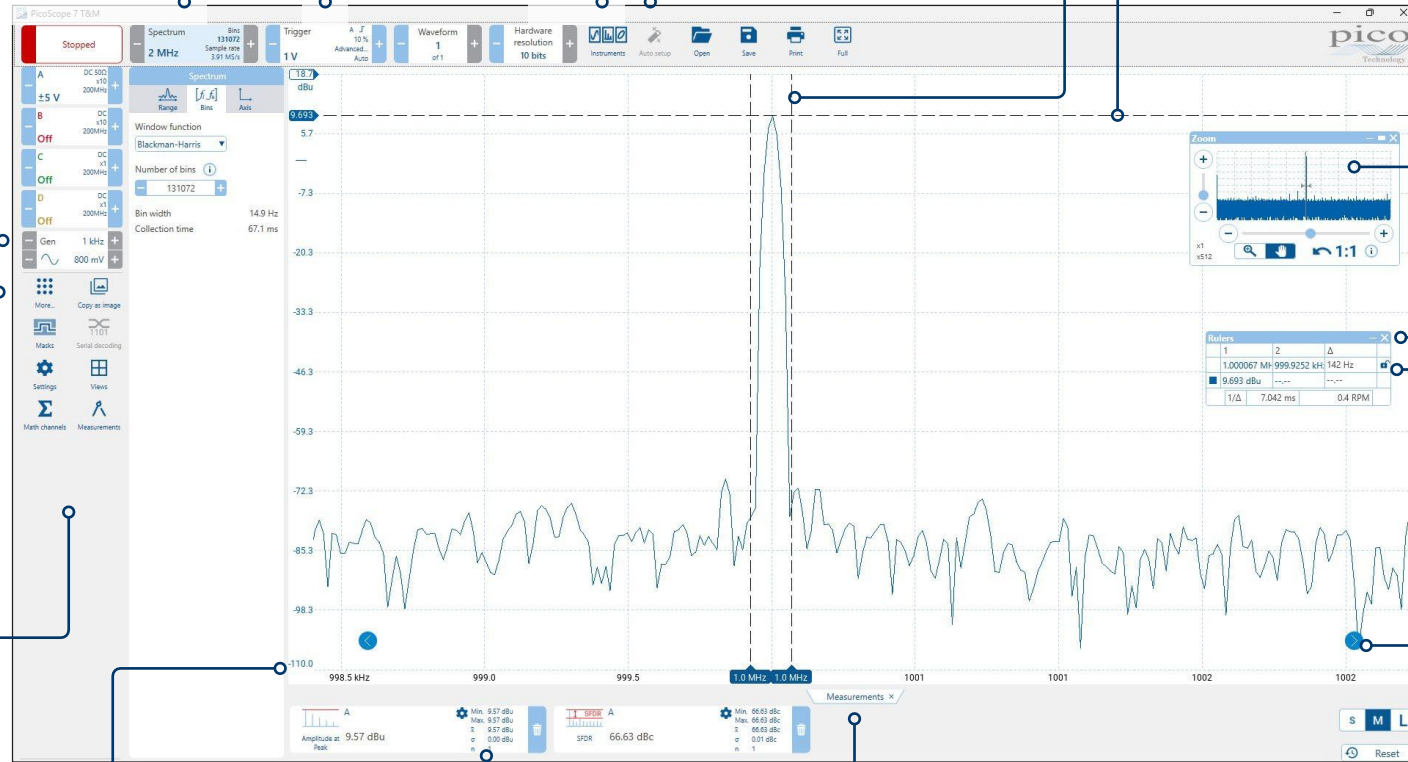 PicoScope 7 T&M
Stopped
Spectrum
2 MHz
Bins
131072
Sample rate
3.91 MS/s
Trigger
1 V
A
10 %
Advanced...
Auto
Waveform
1
of 1
Hardware
resolution
10 bits
Instruments
Auto setup
Open
Save
Print
Full
pico
Technology
A
±5 V
DC 50Ω
x10
200MHz
B
Off
DC
x10
200MHz
C
Off
DC
x1
200MHz
D
Off
DC
x1
200MHz
Gen
1 kHz
800 mV
More...
Copy as image
Masks
Serial decoding
1101
Settings
Views
Math channels
Measurements
Spectrum
Range
Bins
Axis
Window function
Blackman-Harris
Number of bins
131072
Bin width 14.9 Hz
Collection time 67.1 ms
18.7
dBu
9.693
5.7
-7.3
-20.3
-33.3
-46.3
-59.3
-72.3
-85.3
-98.3
-110.0
998.5 kHz
999.0
999.5
1.0 MHz
1.0 MHz
1001
1001
1002
1002
Zoom
x1
x512
1:1
Rulers
1 2 Δ
1.000067 MH 999.9252 kH: 142 Hz
9.693 dBu --.-- --.--
1/Δ 7.042 ms 0.4 RPM
Measurements ×
A
Amplitude at
Peak
9.57 dBu
Min. 9.57 dBu
Max. 9.57 dBu
x̄ 9.57 dBu
σ 0.00 dBu
n 1
SFDR
A
SFDR
66.63 dBc
Min. 66.63 dBc
Max. 66.63 dBc
x̄ 66.63 dBc
σ 0.01 dBc
n 1
S
M
L
Reset